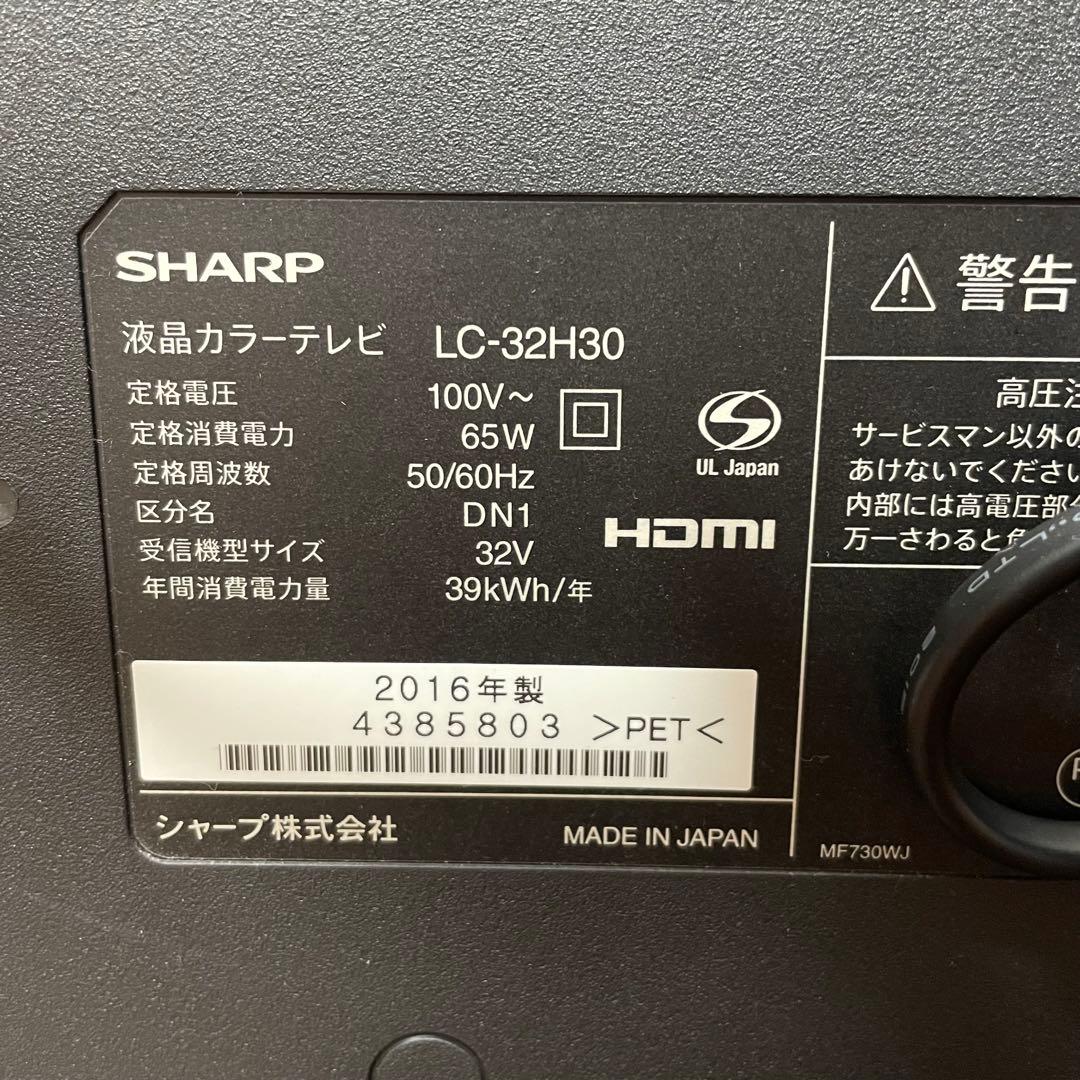 SHARP
液晶カラーテレビ LC-32H30
定格電圧 100V~
定格消費電力 65W
定格周波数 50/60Hz
区分名 DN1
受信機型サイズ 32V
年間消費電力量 39kWh/年
UL Japan
HDMI
2016年製
4385803 >PET<
シャープ株式会社 MADE IN JAPAN
警告
高圧注
サービスマン以外の
あけないでください
内部には高電圧部分
万一さわると危
MF730WJ